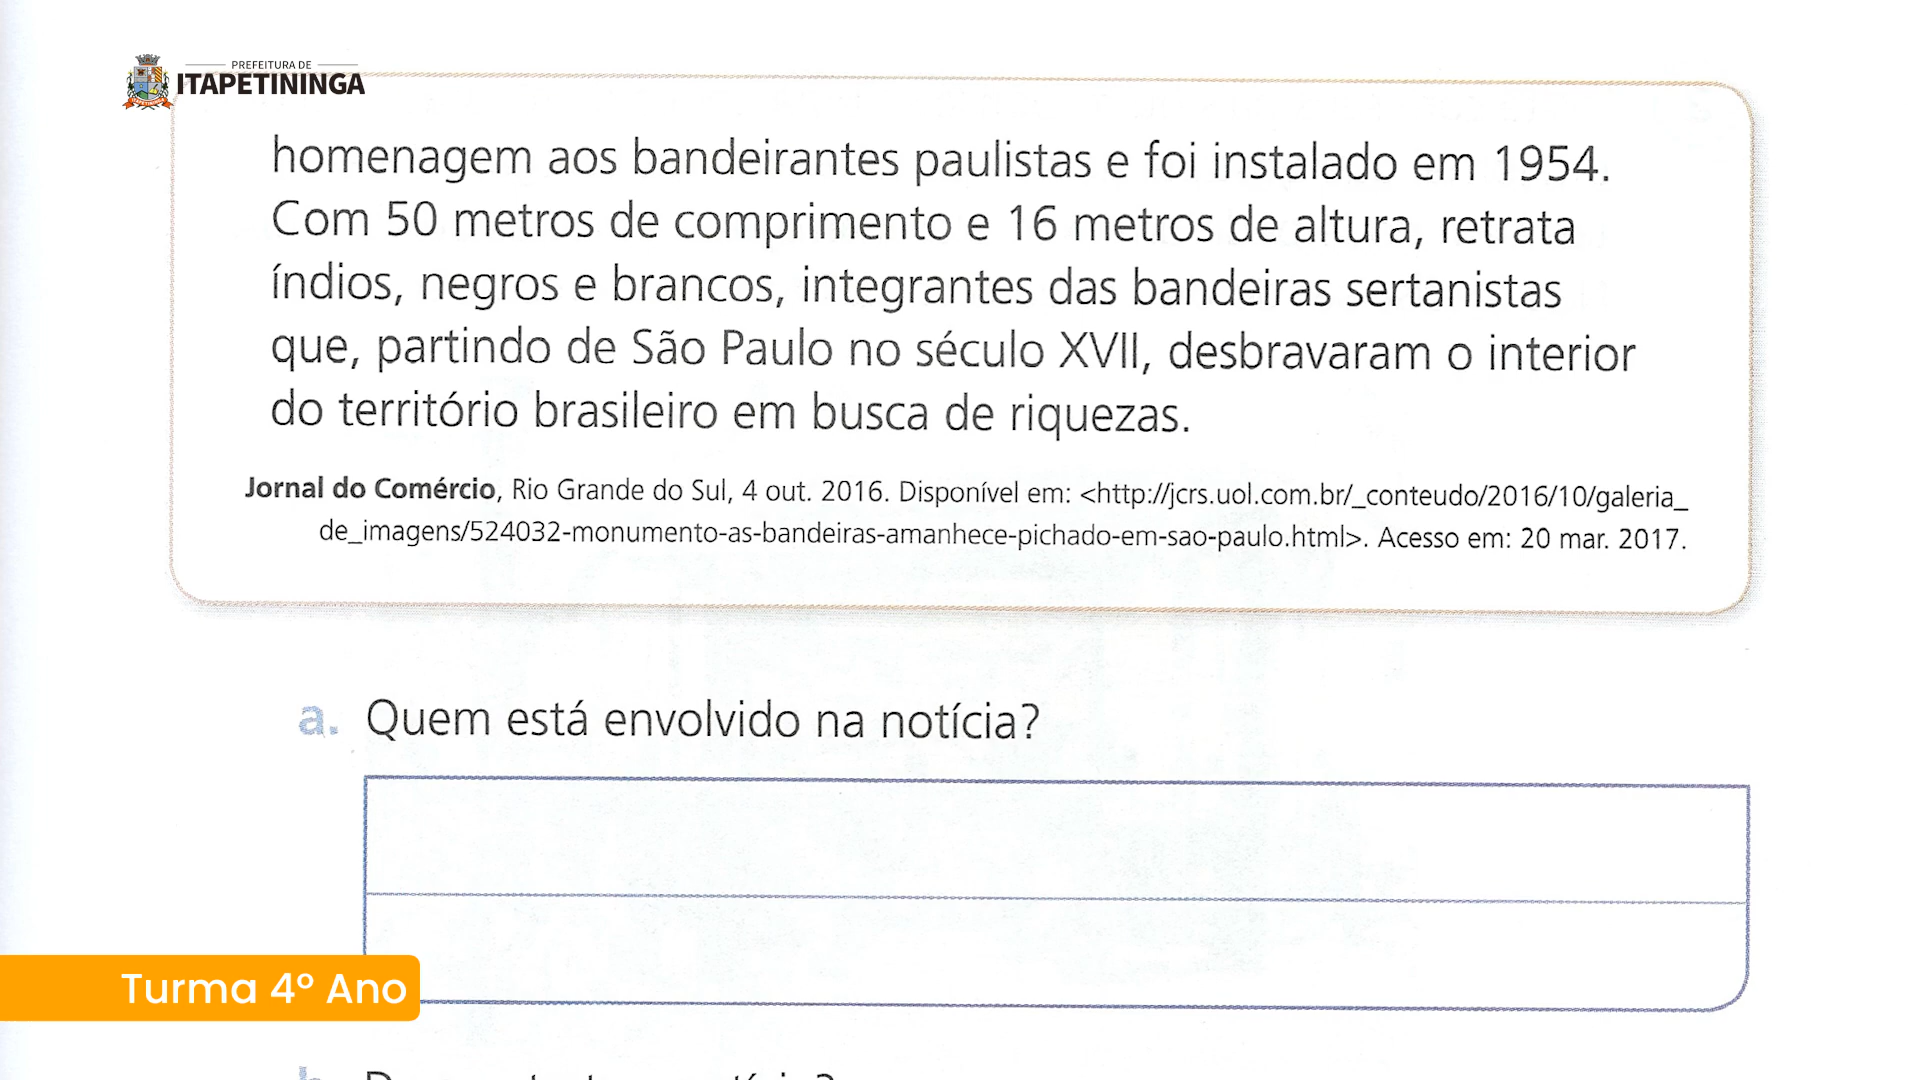 PREFEITURA DE
ITAPETININGA
homenagem aos bandeirantes paulistas e foi instalado em 1954.
Com 50 metros de comprimento e 16 metros de altura, retrata
índios, negros e brancos, integrantes das bandeiras sertanistas
que, partindo de São Paulo no século XVII, desbravaram o interior
do território brasileiro em busca de riquezas.
Jornal do Comércio, Rio Grande do Sul, 4 out. 2016. Disponível em: <http://jcrs.uol.com.br/_conteudo/2016/10/galeria_
de_imagens/524032-monumento-as-bandeiras-amanhece-pichado-em-sao-paulo.html>. Acesso em: 20 mar. 2017.
a. Quem está envolvido na notícia?
Turma 4º Ano